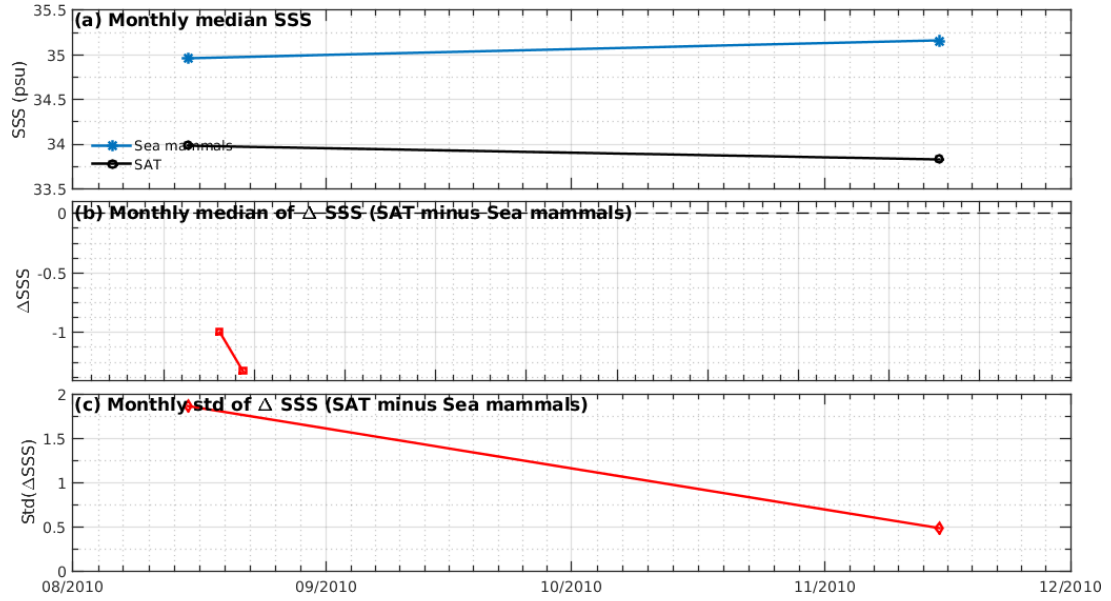 (a) Monthly median SSS
35.5
35
34.5
34
33.5
SSS (psu)
Sea mammals
SAT
(b) Monthly median of Δ SSS (SAT minus Sea mammals)
0
-0.5
-1
ΔSSS
(c) Monthly std of Δ SSS (SAT minus Sea mammals)
2
1.5
1
0.5
0
Std(ΔSSS)
08/2010 09/2010 10/2010 11/2010 12/2010